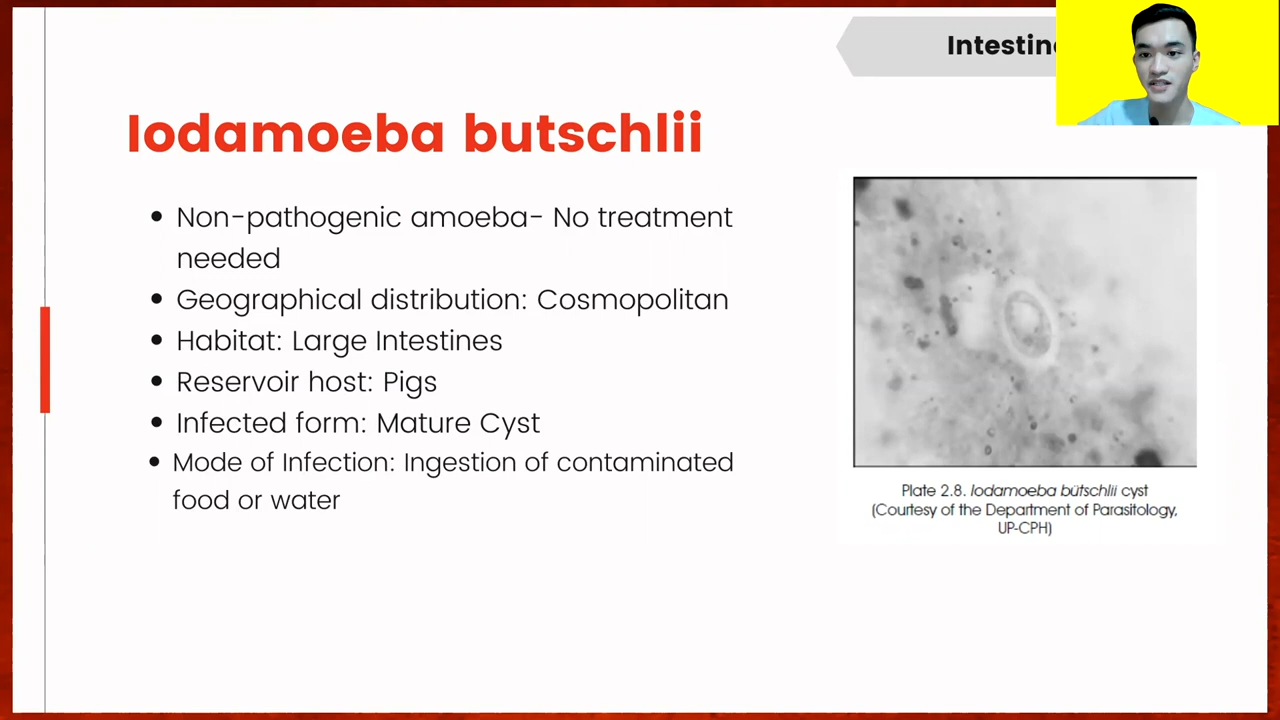 Iodamoeba butschlii
• Non-pathogenic amoeba- No treatment
needed
• Geographical distribution: Cosmopolitan
• Habitat: Large Intestines
• Reservoir host: Pigs
• Infected form: Mature Cyst
• Mode of Infection: Ingestion of contaminated
food or water
Plate 2.8. Iodamoeba bütschlii cyst
(Courtesy of the Department of Parasitology,
UP-CPH)